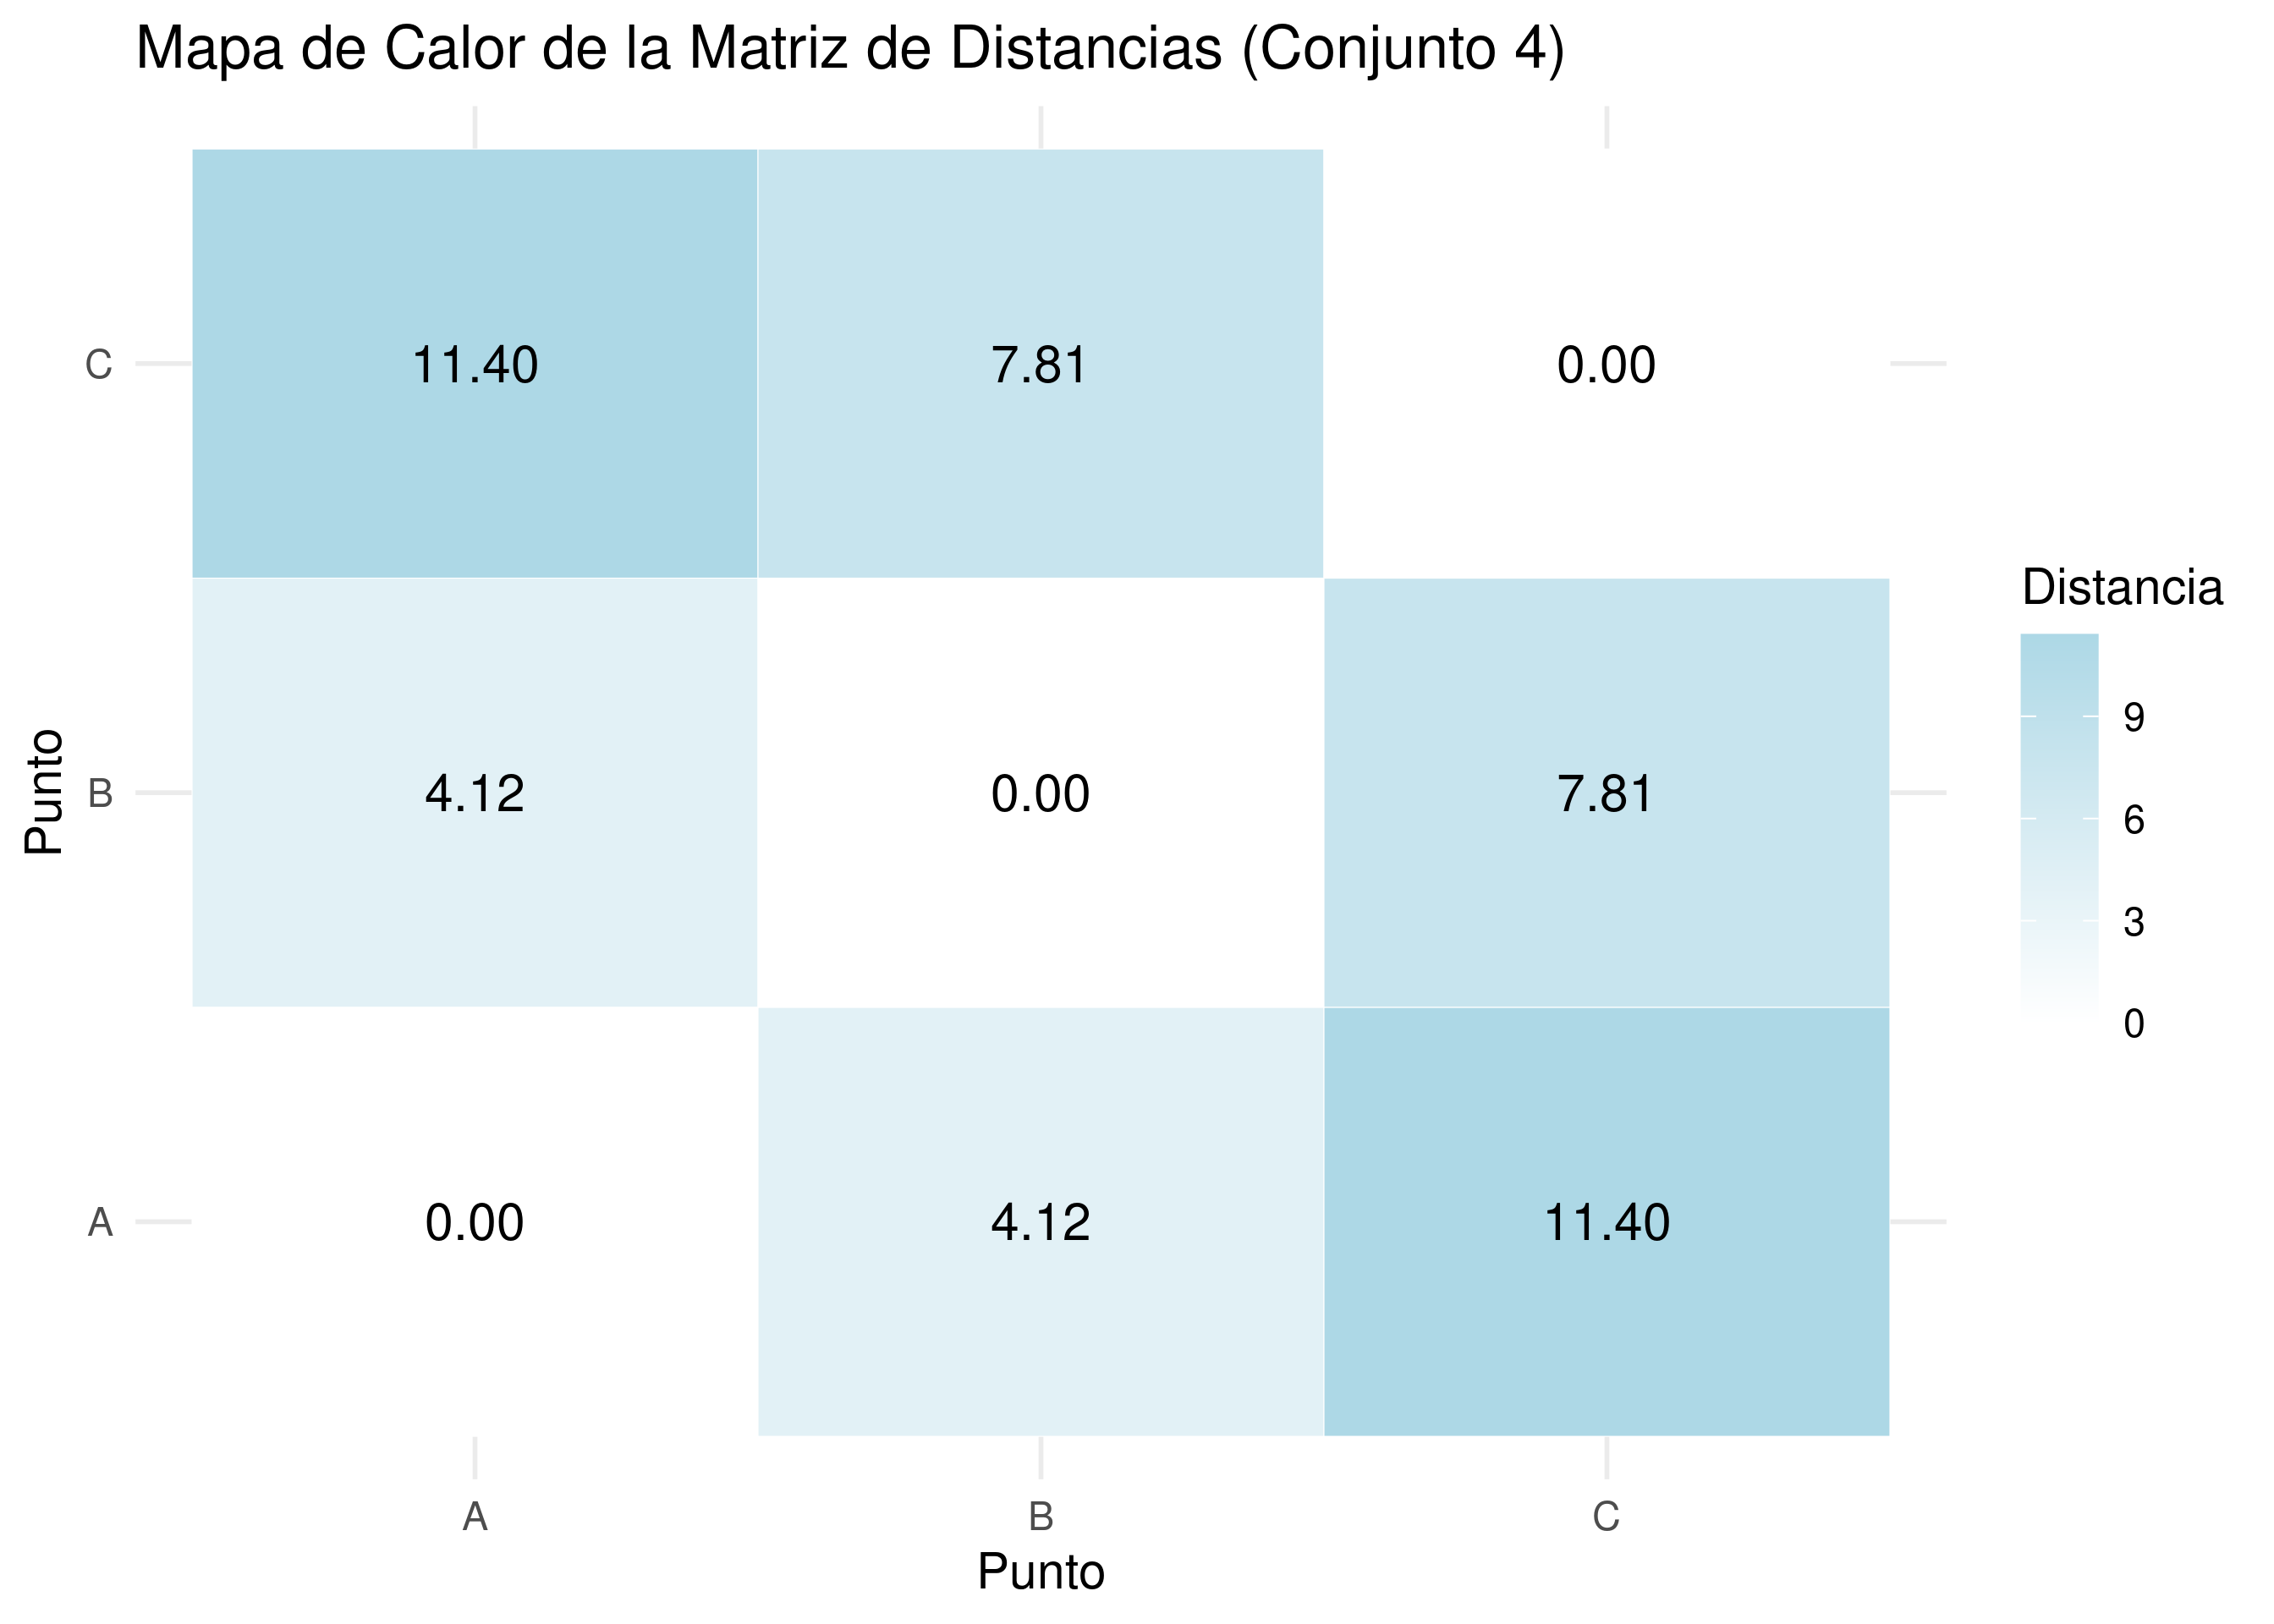 Mapa de Calor de la Matriz de Distancias (Conjunto 4)
C
11.40
7.81
0.00
B
4.12
0.00
7.81
A
0.00
4.12
11.40
A
B
C
Punto
Punto
Distancia
9
6
3
0